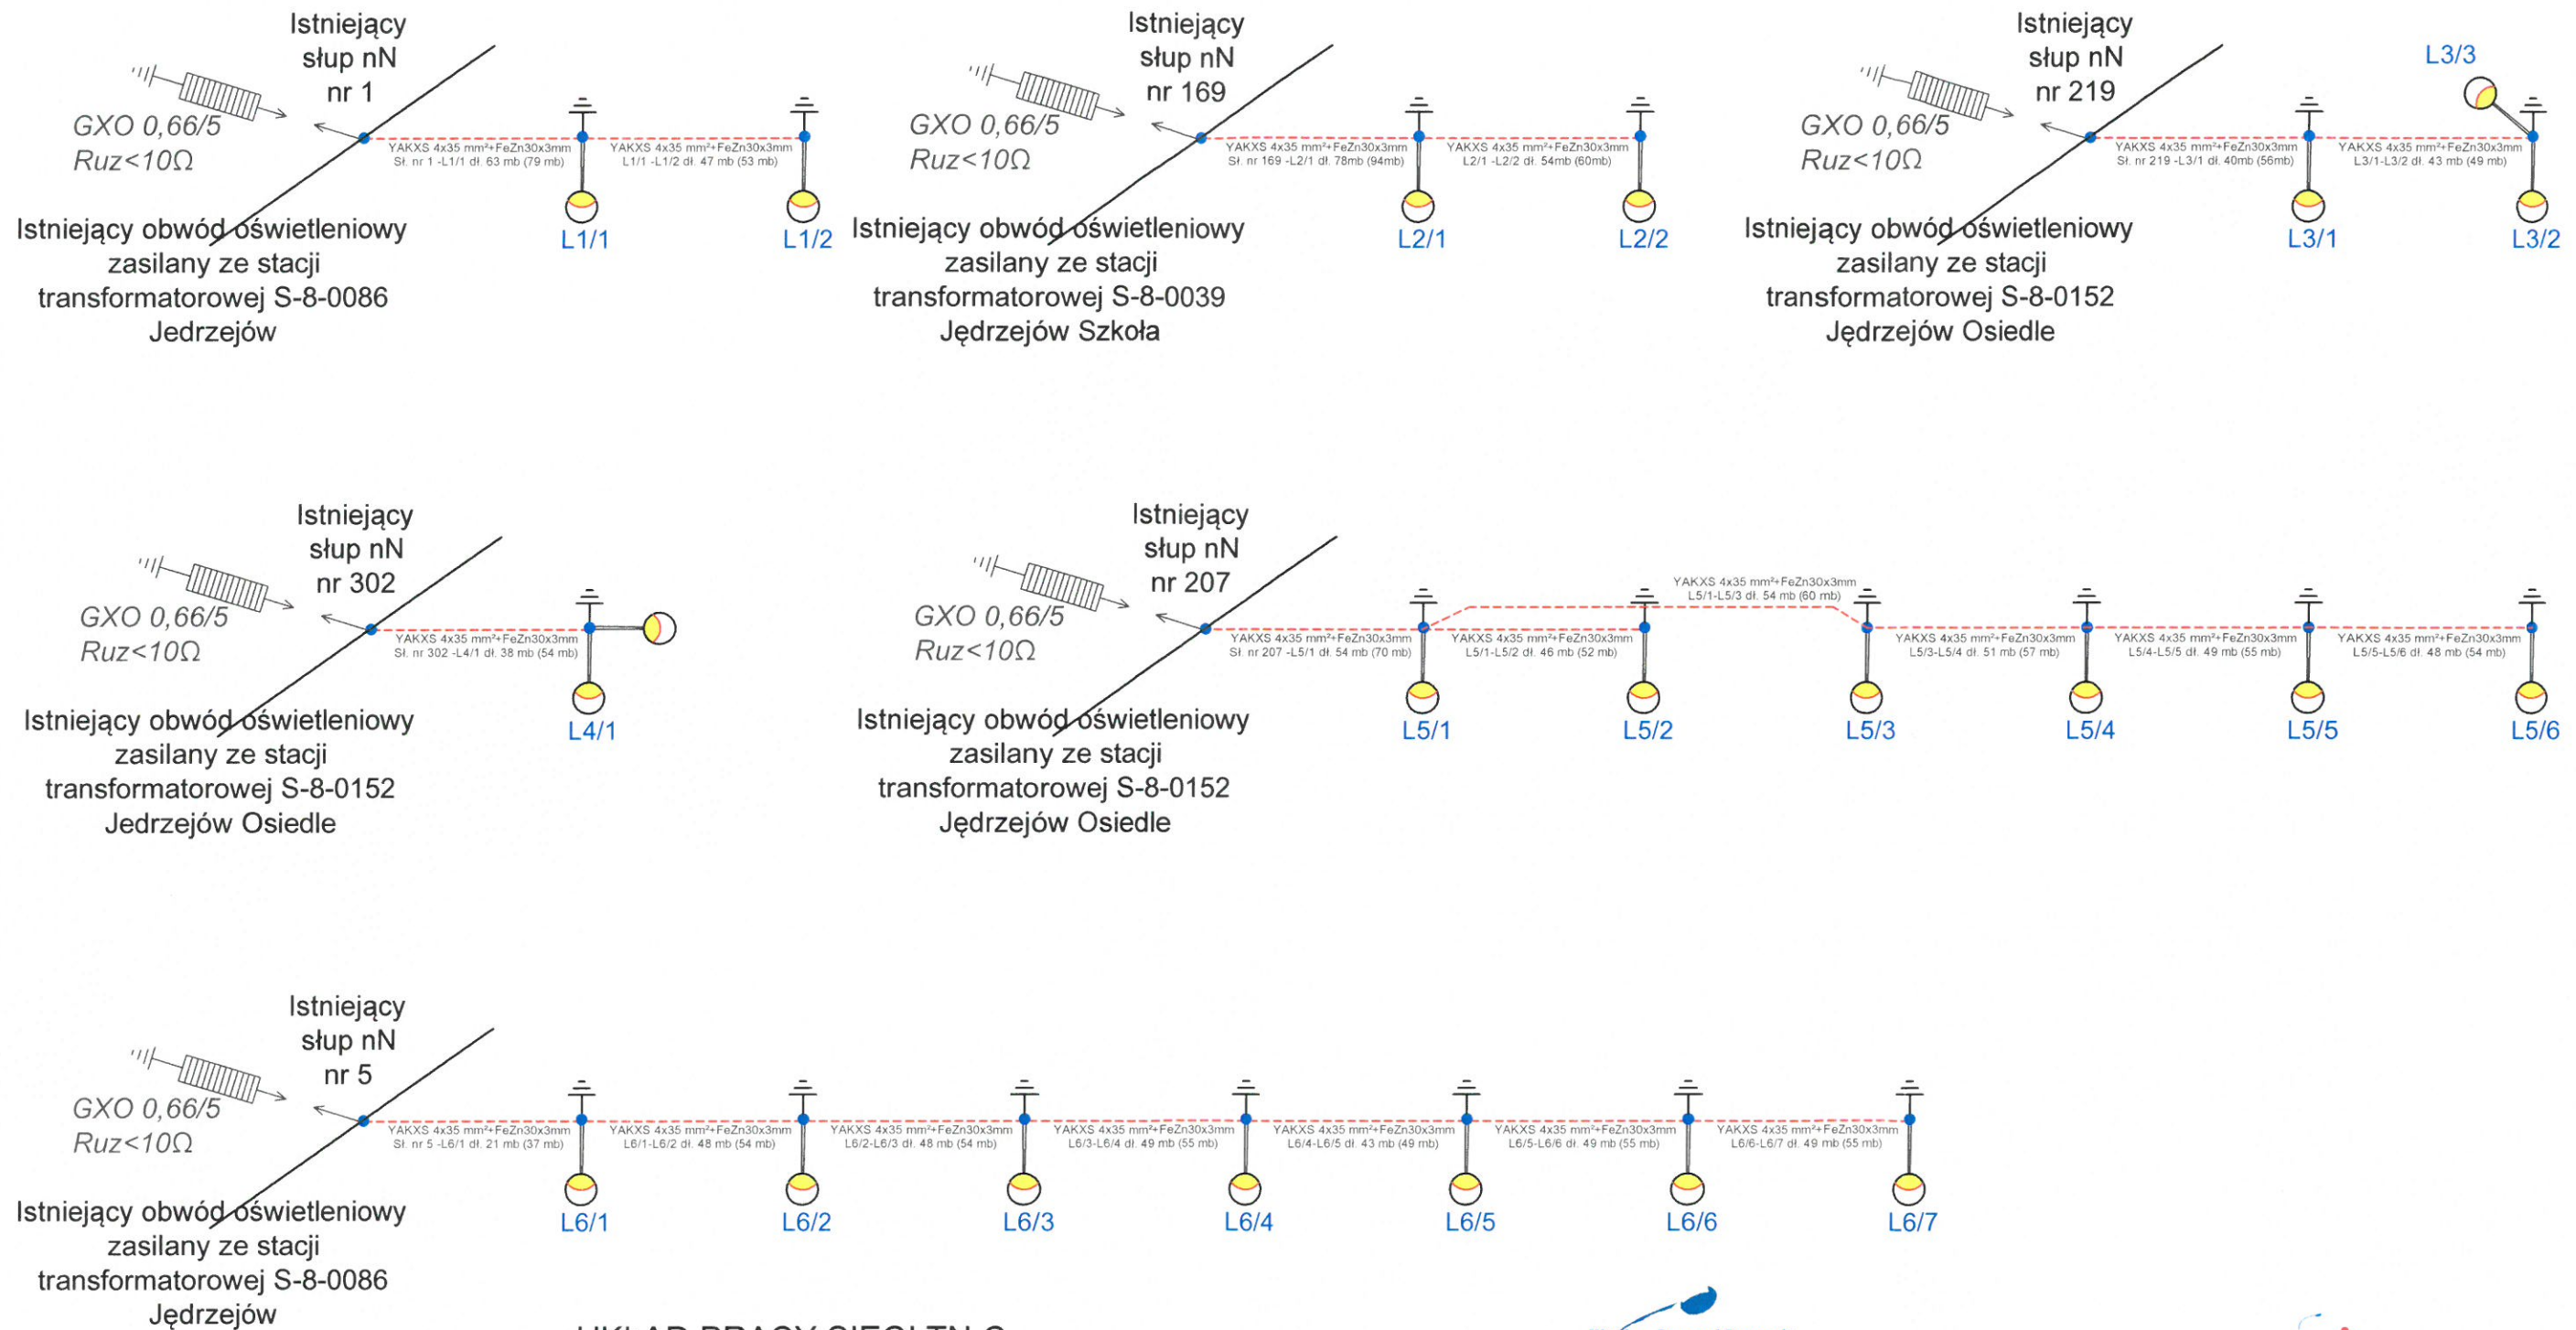 Istniejący
słup nN
nr 1
GXO 0,66/5
Ruz<10Ω
YAKXS 4x35 mm²+FeZn30x3mm
Sł. nr 1 -L1/1 dł. 63 mb (79 mb)
YAKXS 4x35 mm²+FeZn30x3mm
L1/1 -L1/2 dł. 47 mb (53 mb)
L1/1
L1/2
Istniejący obwód oświetleniowy
zasilany ze stacji
transformatorowej S-8-0086
Jedrzejów
Istniejący
słup nN
nr 169
GXO 0,66/5
Ruz<10Ω
YAKXS 4x35 mm²+FeZn30x3mm
Sł. nr 169 -L2/1 dł. 78mb (94mb)
YAKXS 4x35 mm²+FeZn30x3mm
L2/1 -L2/2 dł. 54mb (60mb)
L2/1
L2/2
Istniejący obwód oświetleniowy
zasilany ze stacji
transformatorowej S-8-0039
Jędrzejów Szkoła
Istniejący
słup nN
nr 219
L3/3
GXO 0,66/5
Ruz<10Ω
YAKXS 4x35 mm²+FeZn30x3mm
Sł. nr 219 -L3/1 dł. 40mb (56mb)
YAKXS 4x35 mm²+FeZn30x3mm
L3/1-L3/2 dł. 43 mb (49 mb)
L3/1
L3/2
Istniejący obwód oświetleniowy
zasilany ze stacji
transformatorowej S-8-0152
Jędrzejów Osiedle
Istniejący
słup nN
nr 302
GXO 0,66/5
Ruz<10Ω
YAKXS 4x35 mm²+FeZn30x3mm
Sł. nr 302 -L4/1 dł. 38 mb (54 mb)
L4/1
Istniejący obwód oświetleniowy
zasilany ze stacji
transformatorowej S-8-0152
Jedrzejów Osiedle
Istniejący
słup nN
nr 207
GXO 0,66/5
Ruz<10Ω
YAKXS 4x35 mm²+FeZn30x3mm
Sł. nr 207 -L5/1 dł. 54 mb (70 mb)
YAKXS 4x35 mm²+FeZn30x3mm
L5/1-L5/2 dł. 46 mb (52 mb)
YAKXS 4x35 mm²+FeZn30x3mm
L5/1-L5/3 dł. 54 mb (60 mb)
YAKXS 4x35 mm²+FeZn30x3mm
L5/3-L5/4 dł. 51 mb (57 mb)
YAKXS 4x35 mm²+FeZn30x3mm
L5/4-L5/5 dł. 49 mb (55 mb)
YAKXS 4x35 mm²+FeZn30x3mm
L5/5-L5/6 dł. 48 mb (54 mb)
L5/1
L5/2
L5/3
L5/4
L5/5
L5/6
Istniejący obwód oświetleniowy
zasilany ze stacji
transformatorowej S-8-0152
Jędrzejów Osiedle
Istniejący
słup nN
nr 5
GXO 0,66/5
Ruz<10Ω
YAKXS 4x35 mm²+FeZn30x3mm
Sł. nr 5 -L6/1 dł. 21 mb (37 mb)
YAKXS 4x35 mm²+FeZn30x3mm
L6/1-L6/2 dł. 48 mb (54 mb)
YAKXS 4x35 mm²+FeZn30x3mm
L6/2-L6/3 dł. 48 mb (54 mb)
YAKXS 4x35 mm²+FeZn30x3mm
L6/3-L6/4 dł. 49 mb (55 mb)
YAKXS 4x35 mm²+FeZn30x3mm
L6/4-L6/5 dł. 43 mb (49 mb)
YAKXS 4x35 mm²+FeZn30x3mm
L6/5-L6/6 dł. 49 mb (55 mb)
YAKXS 4x35 mm²+FeZn30x3mm
L6/6-L6/7 dł. 49 mb (55 mb)
L6/1
L6/2
L6/3
L6/4
L6/5
L6/6
L6/7
Istniejący obwód oświetleniowy
zasilany ze stacji
transformatorowej S-8-0086
Jędrzejów